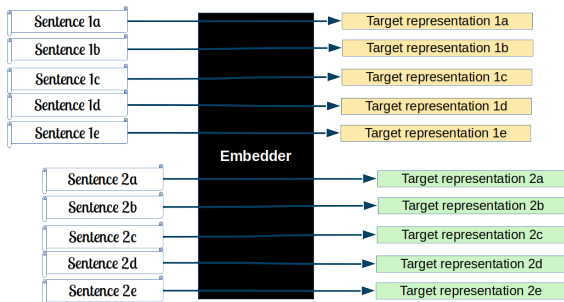 Sentence 1a Target representation 1a
Sentence 1b Target representation 1b
Sentence 1c Target representation 1c
Sentence 1d Target representation 1d
Sentence 1e Target representation 1e
Embedder
Sentence 2a Target representation 2a
Sentence 2b Target representation 2b
Sentence 2c Target representation 2c
Sentence 2d Target representation 2d
Sentence 2e Target representation 2e